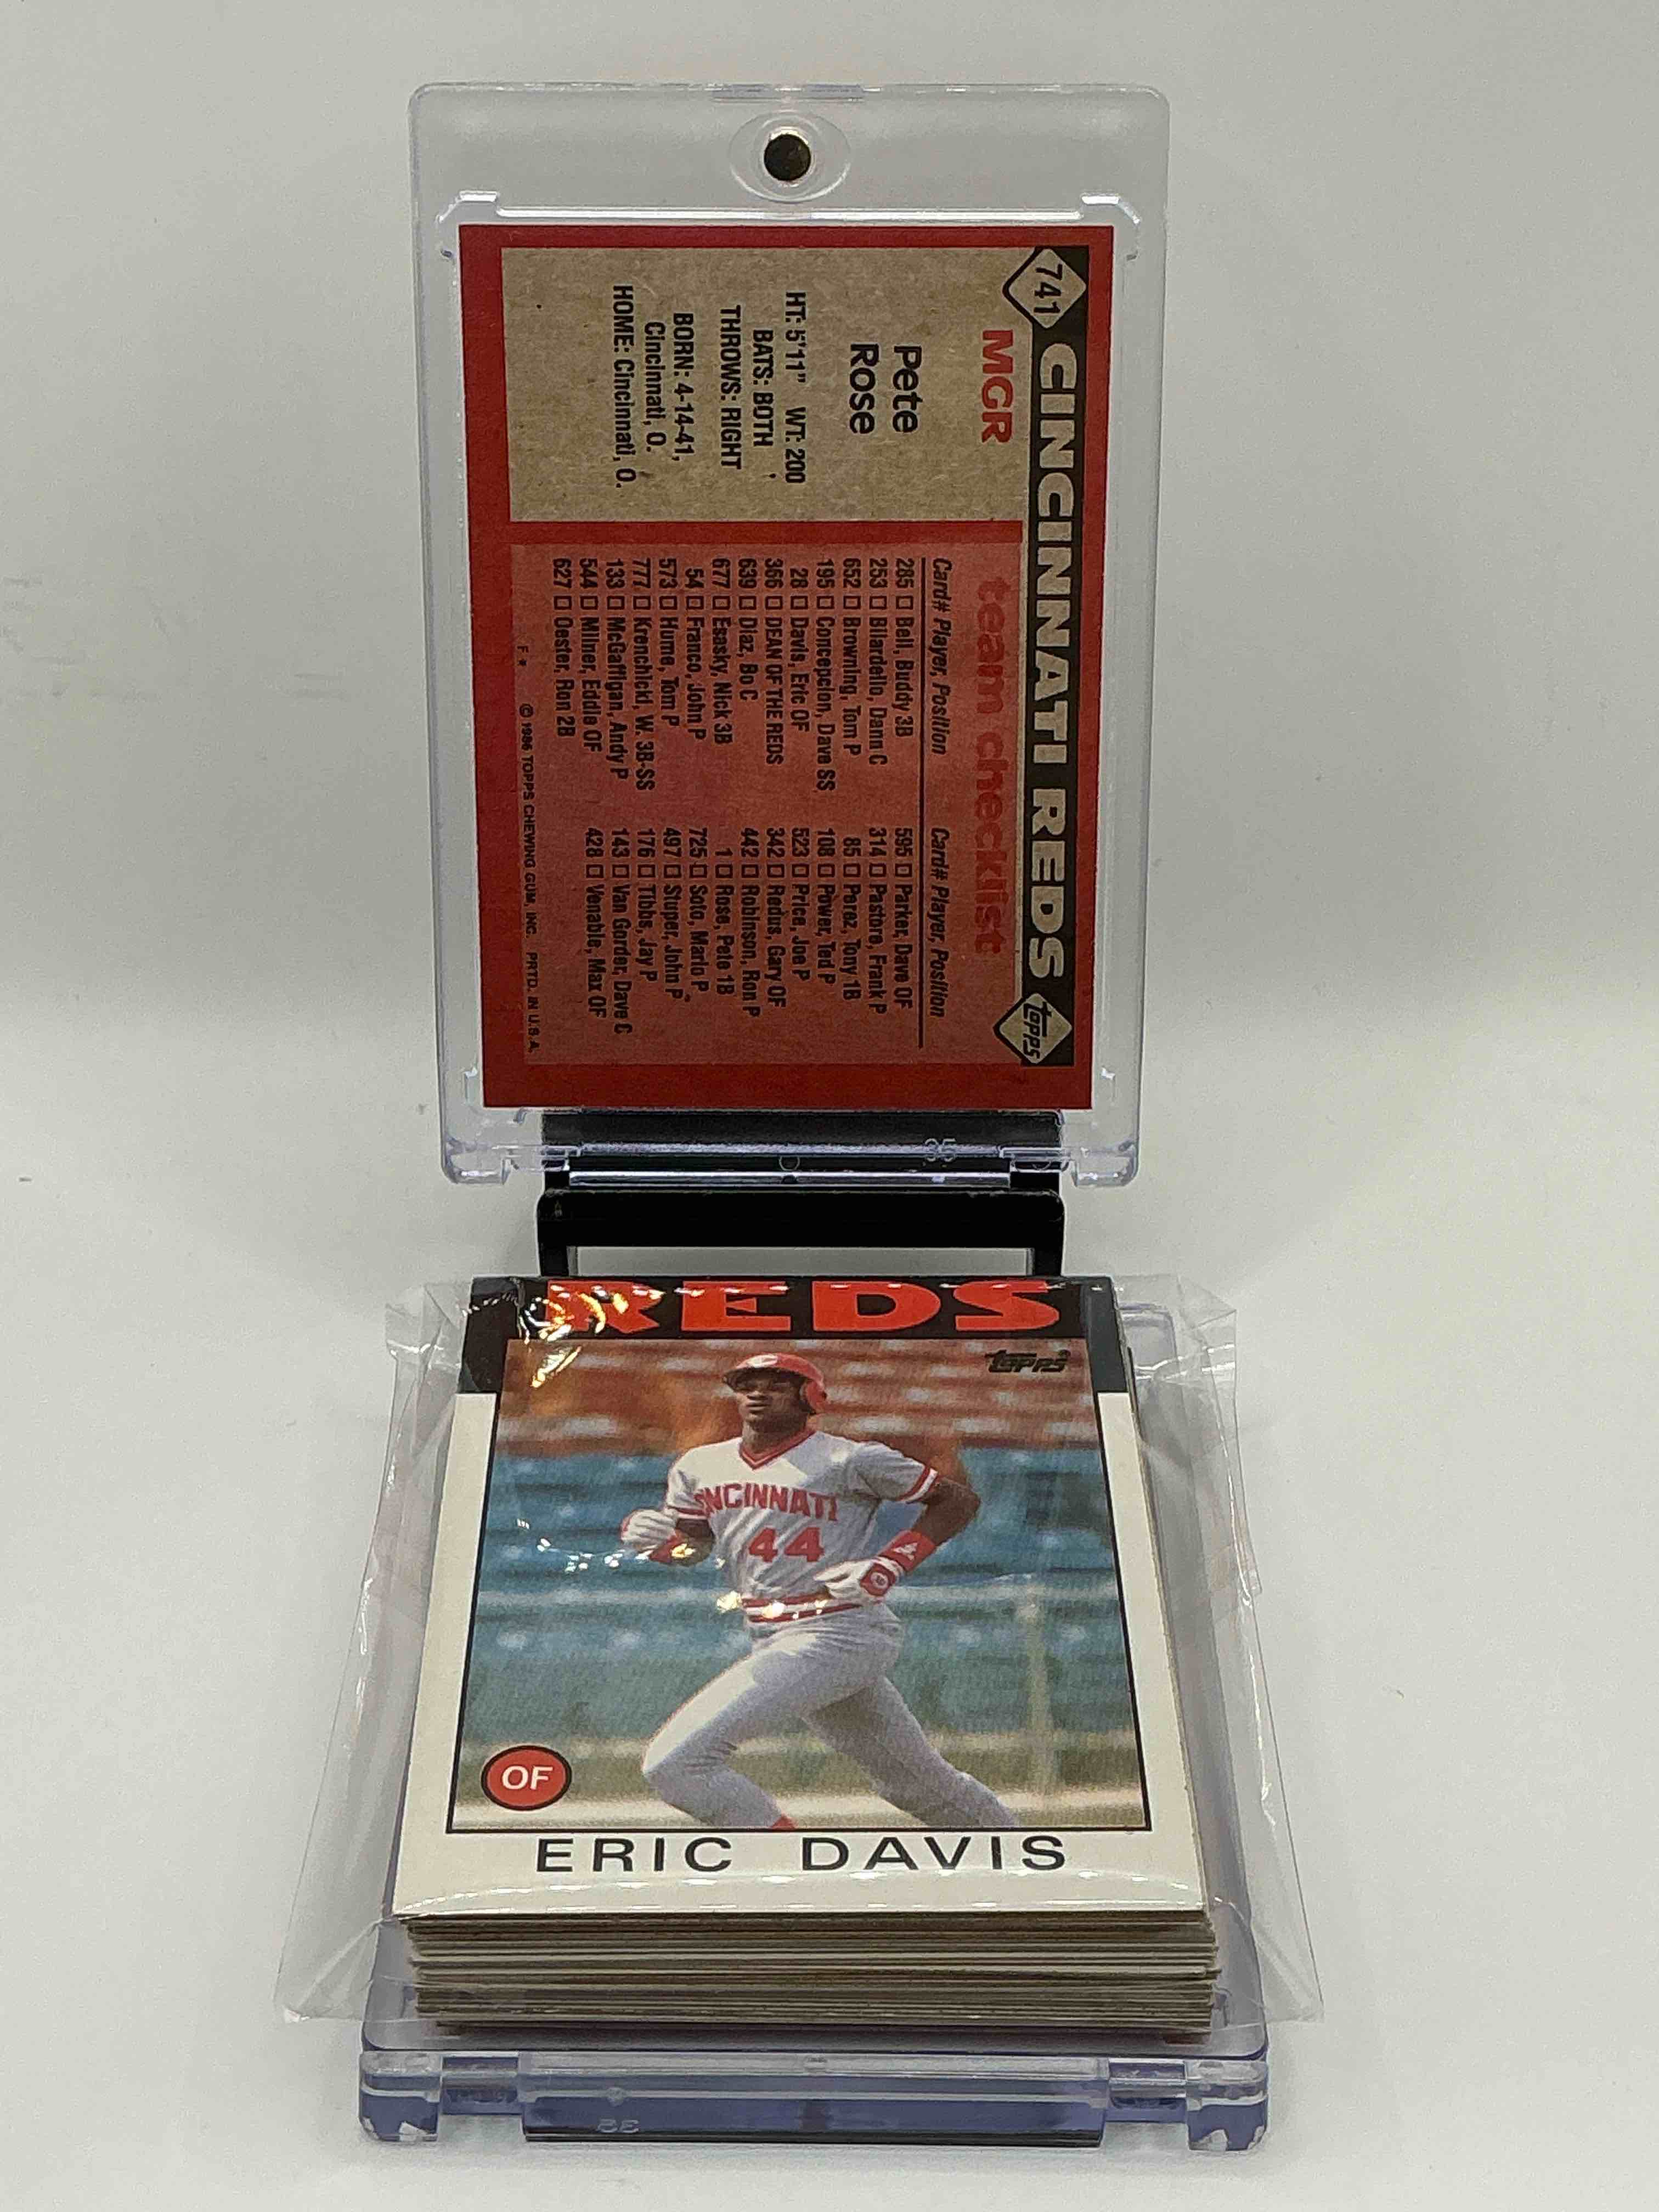 741 CINCINNATI REDS topps
MGR
Pete
Rose
HT: 5'11" WT: 200
BATS: BOTH
THROWS: RIGHT
BORN: 4-14-41,
Cincinnati, O.
HOME: Cincinnati, O.
team checklist
Card# Player, Position
285 □ Bell, Buddy 3B
253 □ Bilardello, Dann C
652 □ Browning, Tom P
195 □ Concepcion, Dave SS
28 □ Davis, Eric OF
366 □ DEAN OF THE REDS
639 □ Diaz, Bo C
677 □ Esasky, Nick 3B
54 □ Franco, John P
573 □ Hume, Tom P
777 □ Krenchicki, W. 3B-SS
133 □ McGaffigan, Andy P
544 □ Milner, Eddie OF
627 □ Oester, Ron 2B
Card# Player, Position
595 □ Parker, Dave OF
314 □ Pastore, Frank P
85 □ Perez, Tony 1B
108 □ Power, Ted P
523 □ Price, Joe P
342 □ Redus, Gary OF
442 □ Robinson, Ron P
1 □ Rose, Pete 1B
725 □ Soto, Mario P
497 □ Stuper, John P
176 □ Tibbs, Jay P
143 □ Van Gorder, Dave C
428 □ Venable, Max OF
F* © 1986 TOPPS CHEWING GUM, INC. PRTD. IN U.S.A.
35
REDS
topps
CINCINNATI
44
OF
ERIC DAVIS
35